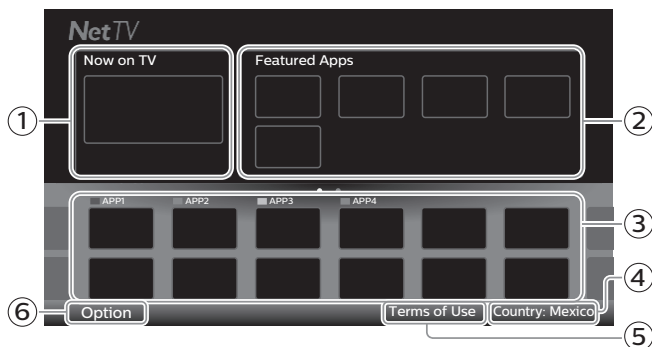 NetTV
Now on TV
Featured Apps
①
②
APP1 APP2 APP3 APP4
③
④
⑥
Option
Terms of Use
Country: Mexico
⑤